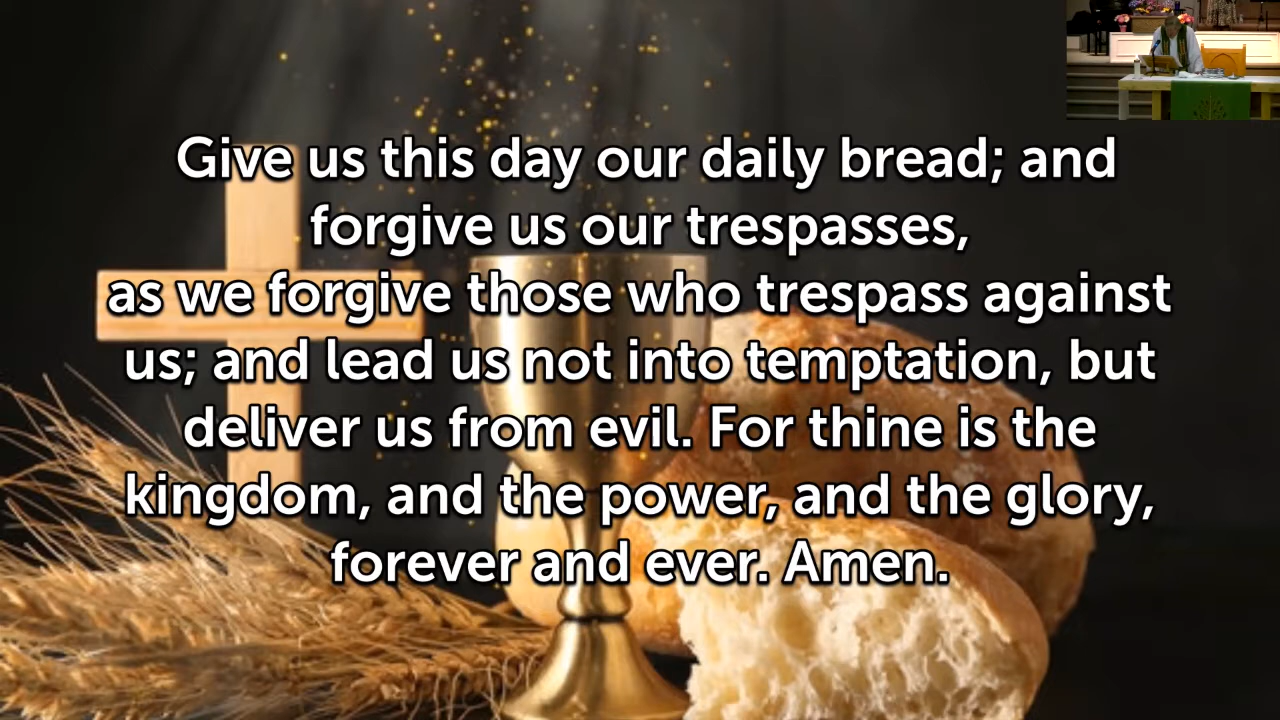 Give us this day our daily bread; and
forgive us our trespasses,
as we forgive those who trespass against
us; and lead us not into temptation, but
deliver us from evil. For thine is the
kingdom, and the power, and the glory,
forever and ever. Amen.